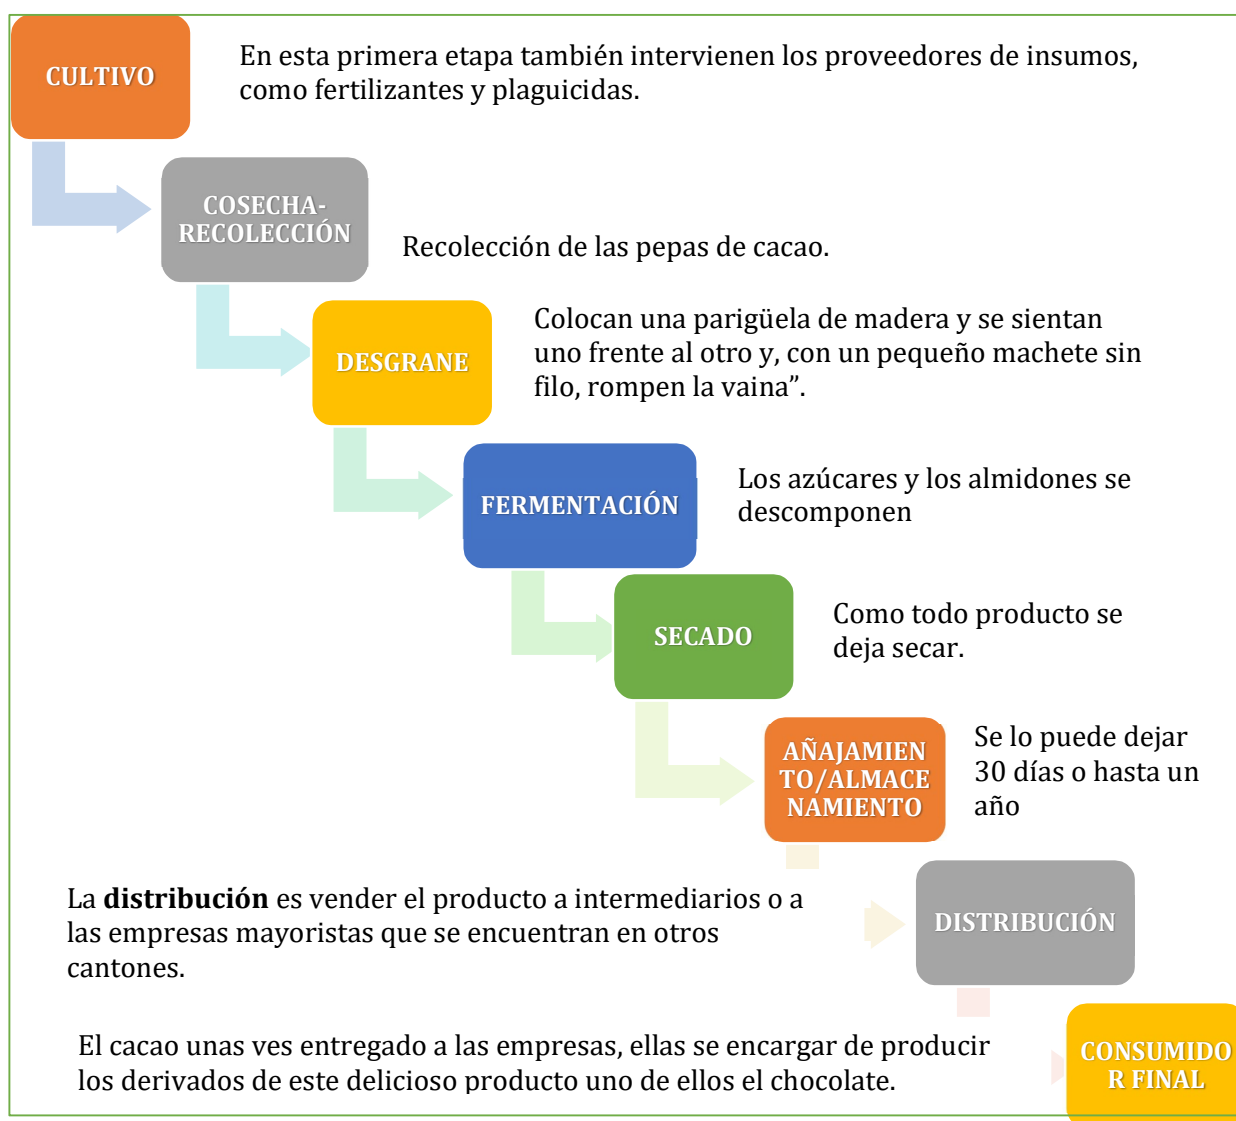 CULTIVO
En esta primera etapa también intervienen los proveedores de insumos,
como fertilizantes y plaguicidas.
COSECHA-
RECOLECCIÓN
Recolección de las pepas de cacao.
DESGRANE
Colocan una parigüela de madera y se sientan
uno frente al otro y, con un pequeño machete sin
filo, rompen la vaina”.
FERMENTACIÓN
Los azúcares y los almidones se
descomponen
SECADO
Como todo producto se
deja secar.
AÑAJAMIEN
TO/ALMACE
NAMIENTO
Se lo puede dejar
30 días o hasta un
año
La distribución es vender el producto a intermediarios o a
las empresas mayoristas que se encuentran en otros
cantones.
DISTRIBUCIÓN
El cacao unas ves entregado a las empresas, ellas se encargar de producir
los derivados de este delicioso producto uno de ellos el chocolate.
CONSUMIDO
R FINAL